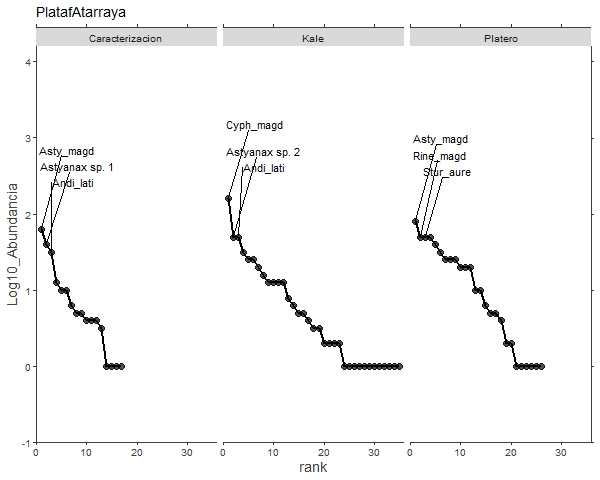 PlatafAtarraya
Caracterizacion
Kale
Platero
4
3
2
1
0
-1
Log10_Abundancia
Asty_magd
Astyanax sp. 1
Andi_lati
Cyph_magd
Astyanax sp. 2
Andi_lati
Asty_magd
Rine_magd
Stur_aure
0 10 20 30
0 10 20 30
0 10 20 30
rank